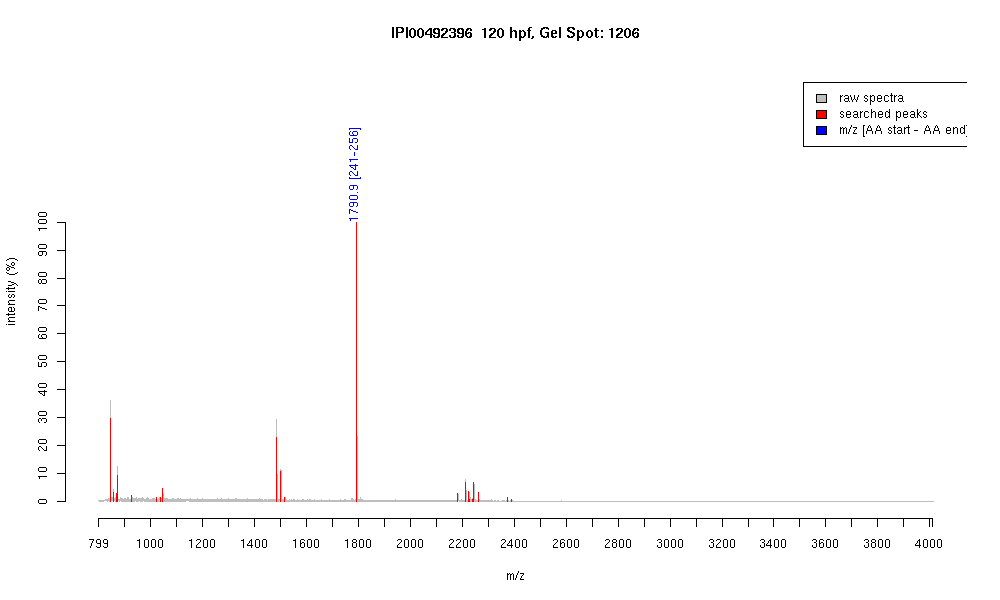 IPI00492396 120 hpf, Gel Spot: 1206
raw spectra
searched peaks
m/z [AA start - AA end]
1790.9 [241-256]
intensity (%)
100
90
80
70
60
50
40
30
20
10
0
799 1000 1200 1400 1600 1800 2000 2200 2400 2600 2800 3000 3200 3400 3600 3800 4000
m/z